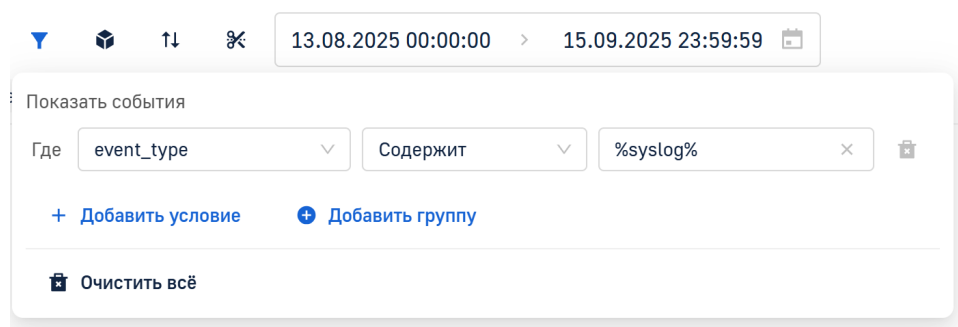 13.08.2025 00:00:00 > 15.09.2025 23:59:59
Показать события
Где event_type Содержит %syslog%
+ Добавить условие + Добавить группу
Очистить всё